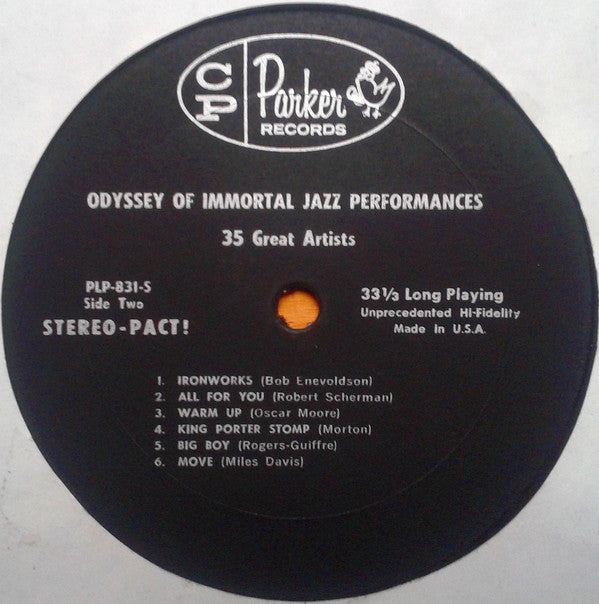 CP
Parker
RECORDS
ODYSSEY OF IMMORTAL JAZZ PERFORMANCES
35 Great Artists
PLP-831-S
Side Two
STEREO-PACT!
33⅓ Long Playing
Unprecedented Hi-Fidelity
Made In U.S.A.
1. IRONWORKS (Bob Enevoldson)
2. ALL FOR YOU (Robert Scherman)
3. WARM UP (Oscar Moore)
4. KING PORTER STOMP (Morton)
5. BIG BOY (Rogers-Guiffre)
6. MOVE (Miles Davis)